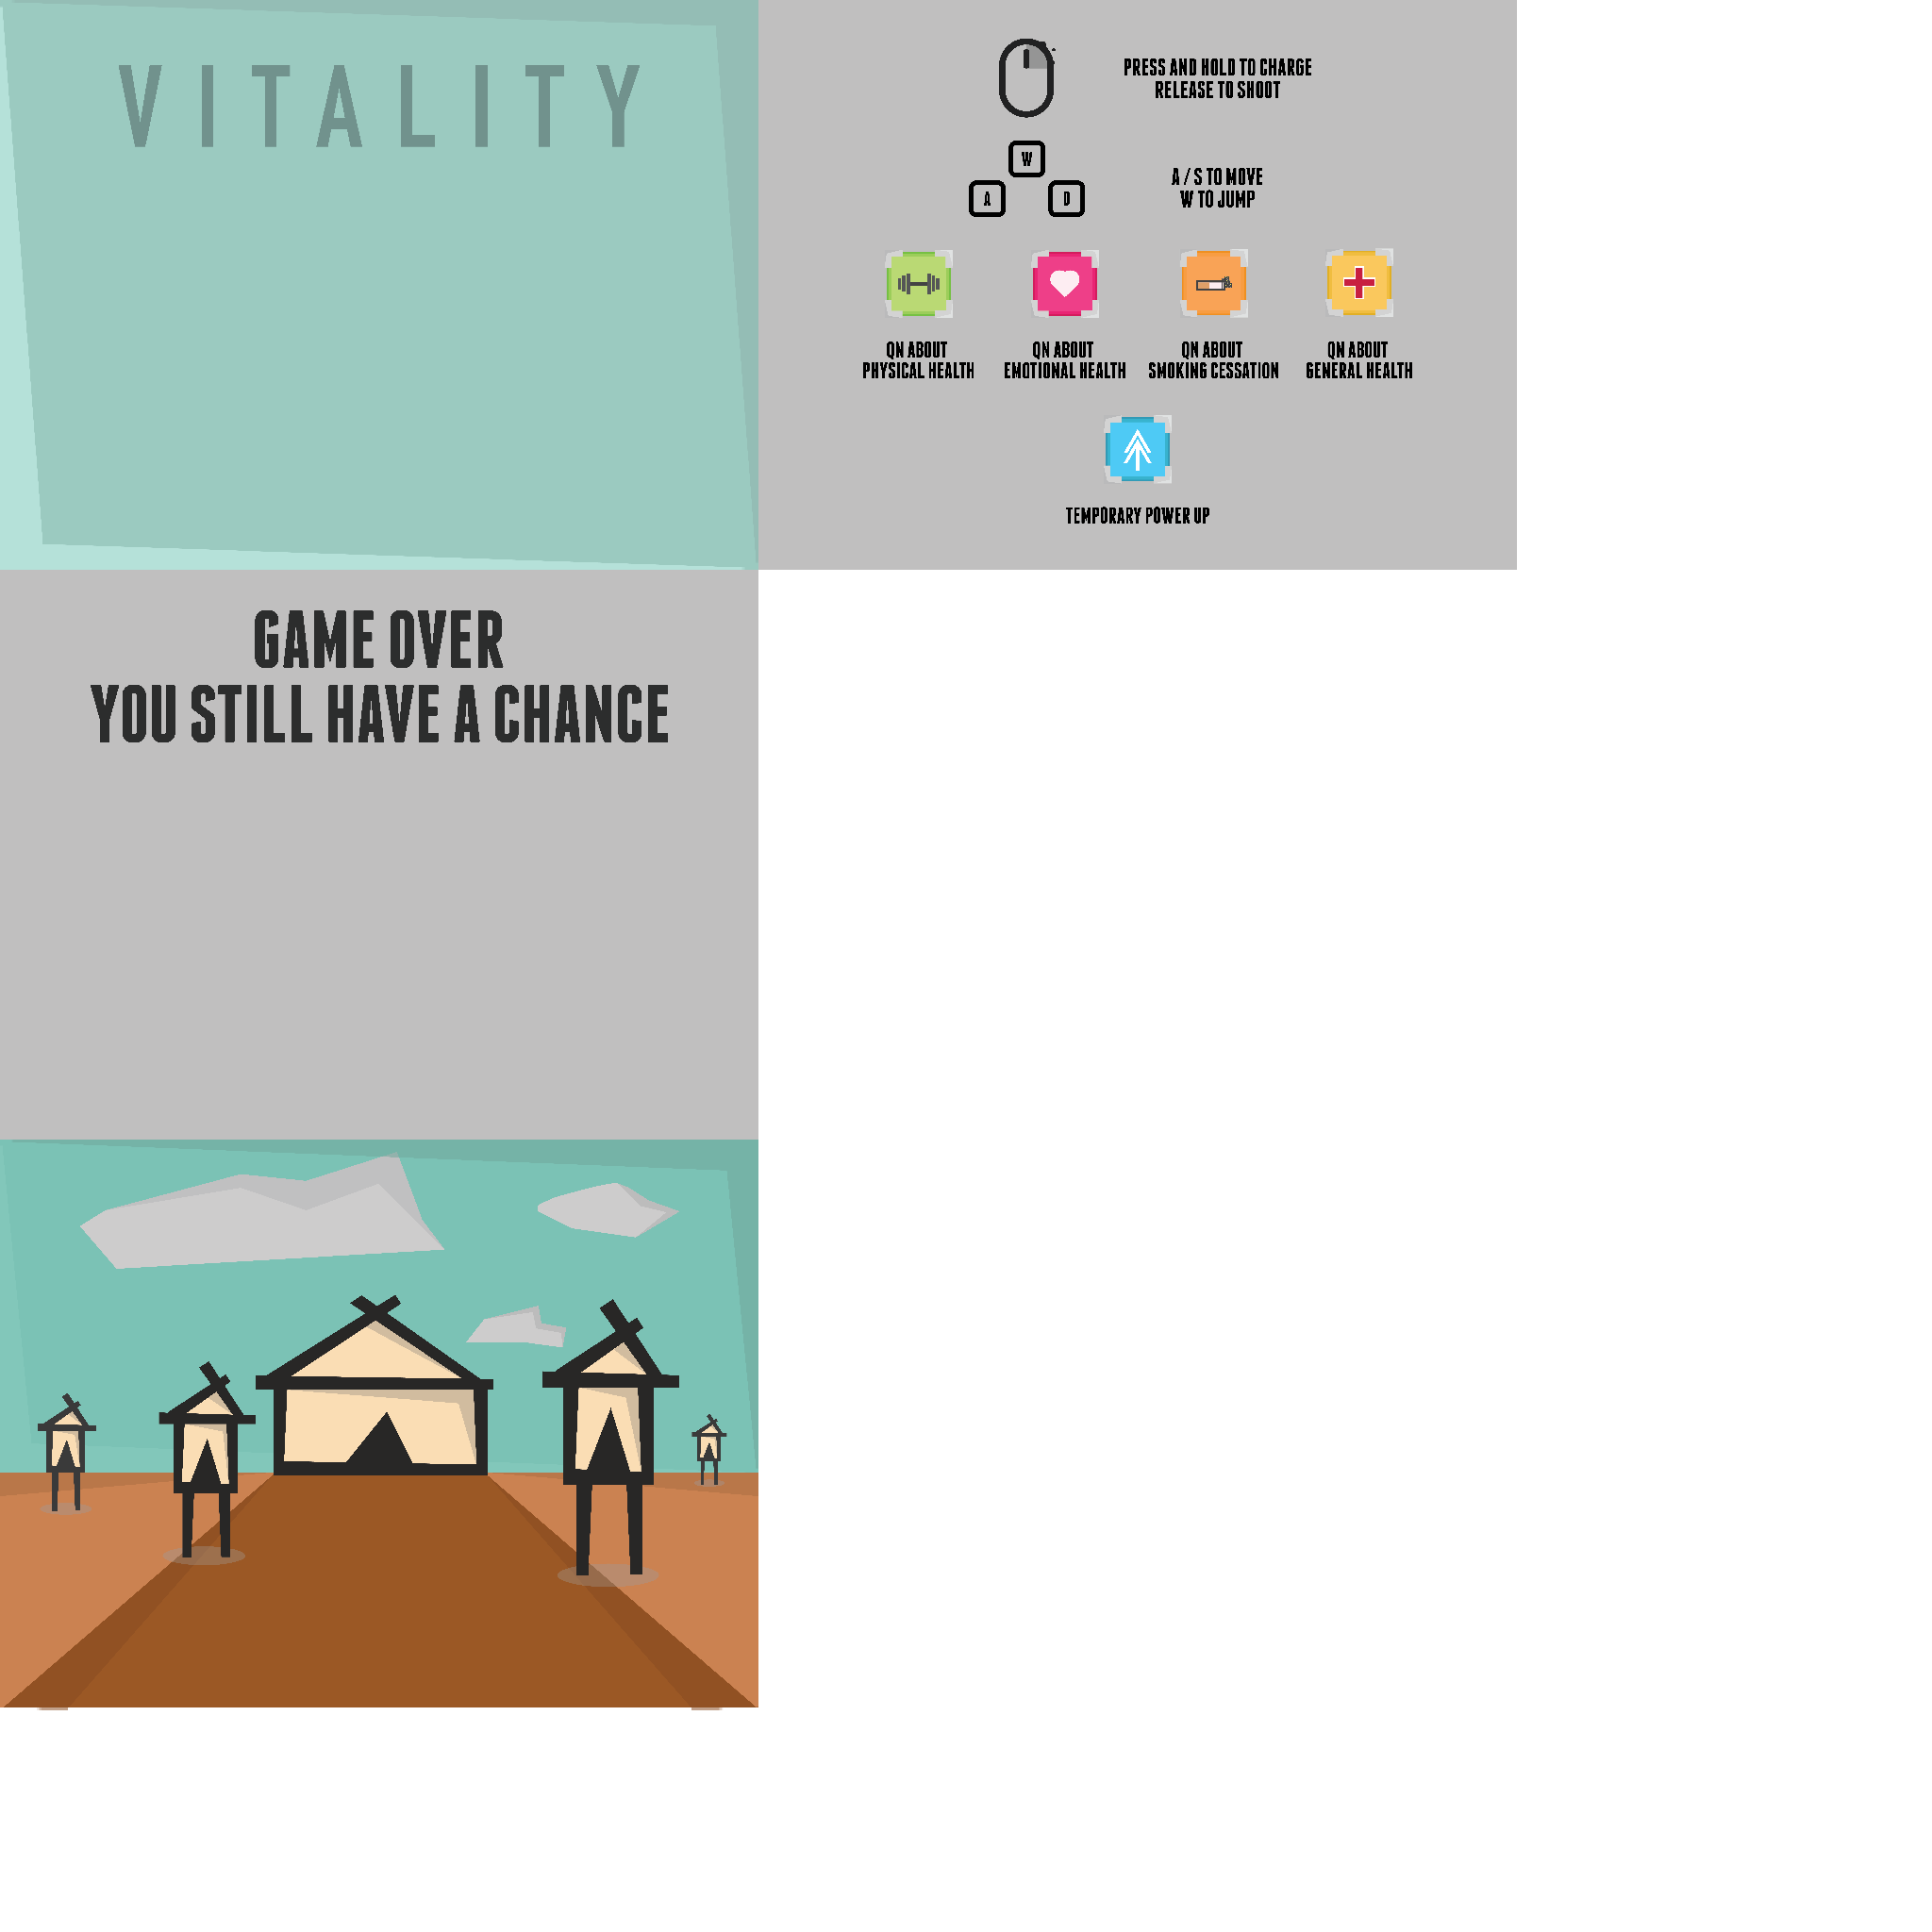 VITALITY
PRESS AND HOLD TO CHARGE
RELEASE TO SHOOT
W
A
D
A / S TO MOVE
W TO JUMP
QN ABOUT
PHYSICAL HEALTH
QN ABOUT
EMOTIONAL HEALTH
QN ABOUT
SMOKING CESSATION
QN ABOUT
GENERAL HEALTH
TEMPORARY POWER UP
GAME OVER
YOU STILL HAVE A CHANCE